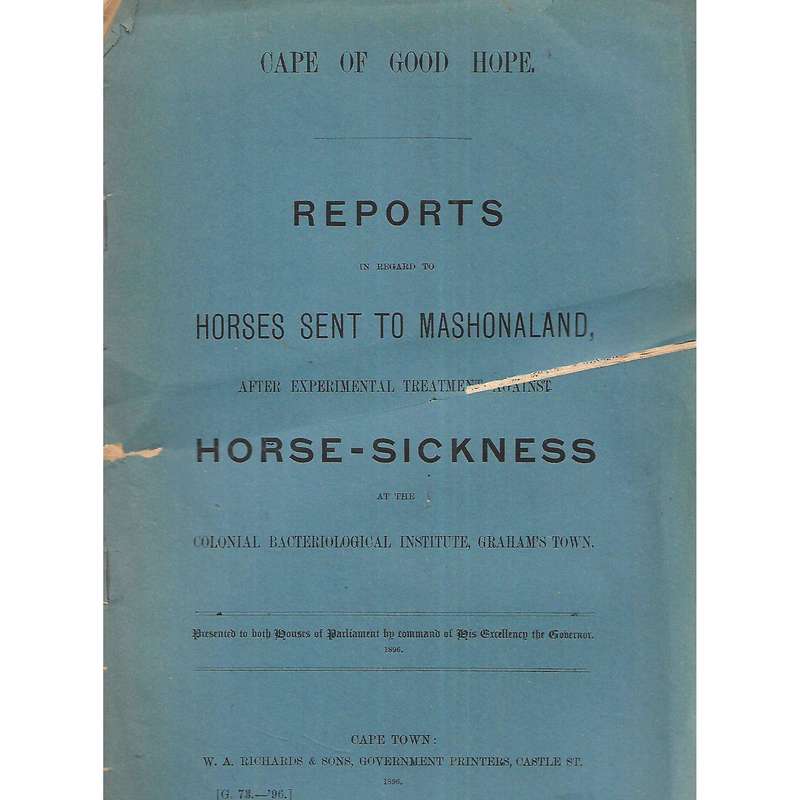 CAPE OF GOOD HOPE.
REPORTS
IN REGARD TO
HORSES SENT TO MASHONALAND,
AFTER EXPERIMENTAL TREATMENT AGAINST
HORSE-SICKNESS
AT THE
COLONIAL BACTERIOLOGICAL INSTITUTE, GRAHAM'S TOWN.
Presented to both Houses of Parliament by command of His Excellency the Governor.
1896.
CAPE TOWN:
W. A. RICHARDS & SONS, GOVERNMENT PRINTERS, CASTLE ST.
1896.
[G. 73.—'96.]